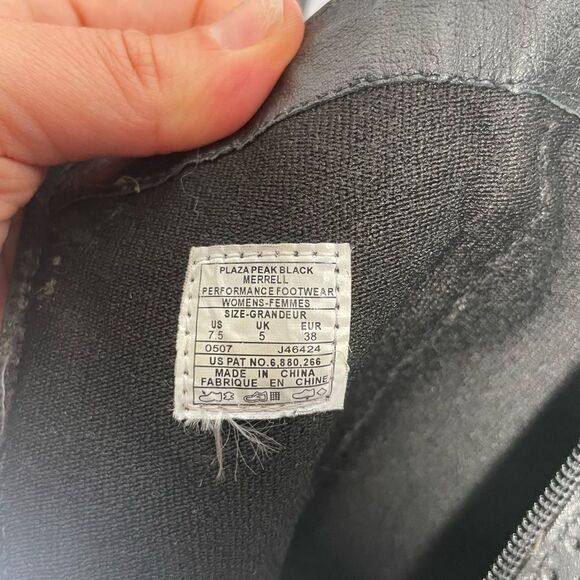 PLAZA PEAK BLACK
MERRELL
PERFORMANCE FOOTWEAR
WOMENS-FEMMES
SIZE-GRANDEUR
US UK EUR
7.5 5 38
0507 J46424
US PAT NO.6,880,266
MADE IN CHINA
FABRIQUE EN CHINE